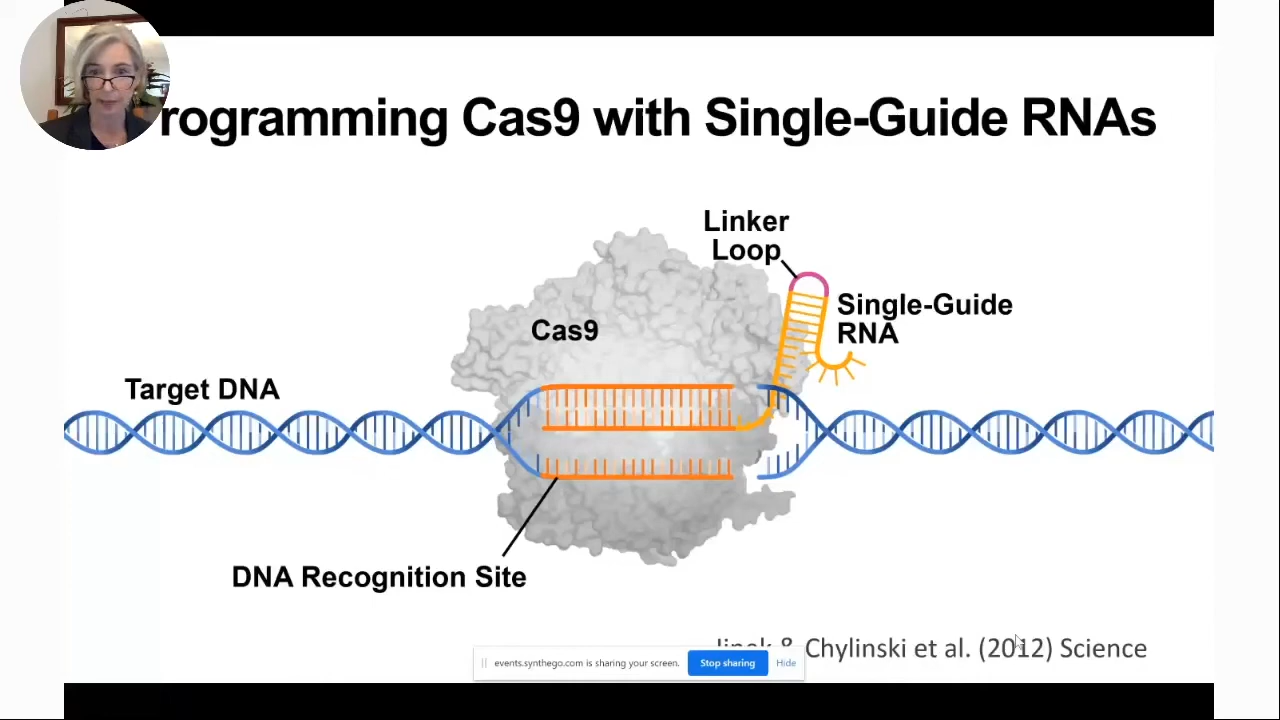 rogramming Cas9 with Single-Guide RNAs
Linker
Loop
Single-Guide
RNA
Cas9
Target DNA
DNA Recognition Site
& Chylinski et al. (2012) Science
events.synthego.com is sharing your screen.
Stop sharing
Hide